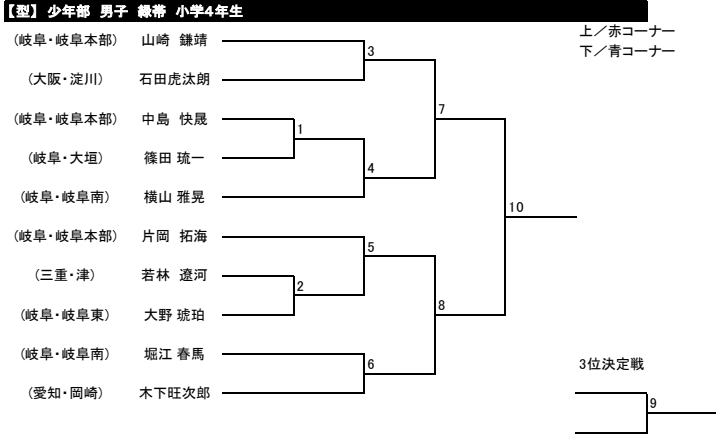 【型】 少年部 男子 緑帯 小学4年生
上／赤コーナー
下／青コーナー
（岐阜・岐阜本部） 山崎 鎌靖
3
（大阪・淀川） 石田虎汰朗
7
（岐阜・岐阜本部） 中島 快晟
1
（岐阜・大垣） 篠田 琉一
4
（岐阜・岐阜南） 横山 雅晃
10
（岐阜・岐阜本部） 片岡 拓海
5
（三重・津） 若林 遼河
2
（岐阜・岐阜東） 大野 琥珀
8
（岐阜・岐阜南） 堀江 春馬
6
（愛知・岡崎） 木下旺次郎
3位決定戦
9